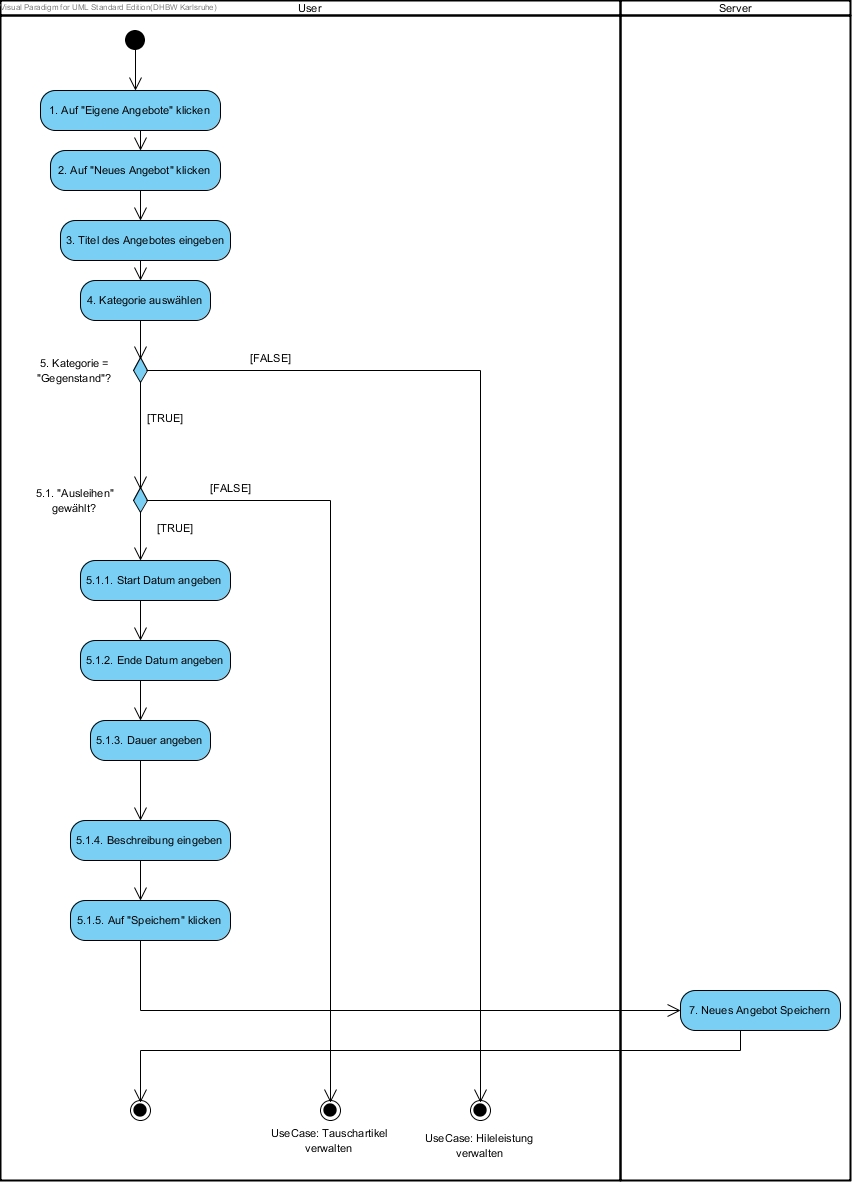 Visual Paradigm for UML Standard Edition(DHBW Karlsruhe)
User
Server
1. Auf "Eigene Angebote" klicken
2. Auf "Neues Angebot" klicken
3. Titel des Angebotes eingeben
4. Kategorie auswählen
5. Kategorie =
"Gegenstand"?
[FALSE]
[TRUE]
5.1. "Ausleihen"
gewählt?
[FALSE]
[TRUE]
5.1.1. Start Datum angeben
5.1.2. Ende Datum angeben
5.1.3. Dauer angeben
5.1.4. Beschreibung eingeben
5.1.5. Auf "Speichern" klicken
7. Neues Angebot Speichern
UseCase: Tauschartikel
verwalten
UseCase: Hileleistung
verwalten